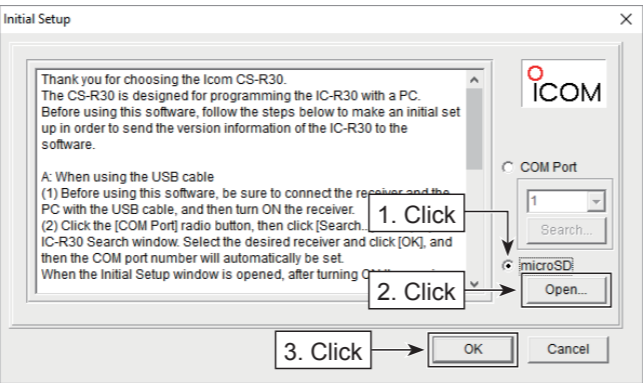 Initial Setup
Thank you for choosing the Icom CS-R30.
The CS-R30 is designed for programming the IC-R30 with a PC.
Before using this software, follow the steps below to make an initial set
up in order to send the version information of the IC-R30 to the
software.
A: When using the USB cable
(1) Before using this software, be sure to connect the receiver and the
PC with the USB cable, and then turn ON the receiver.
(2) Click the [COM Port] radio button, then click [Search...
IC-R30 Search window. Select the desired receiver and click [OK], and
then the COM port number will automatically be set.
When the Initial Setup window is opened, after turning
ICOM
COM Port
1
Search...
1. Click
microSD
2. Click
Open...
3. Click
OK
Cancel